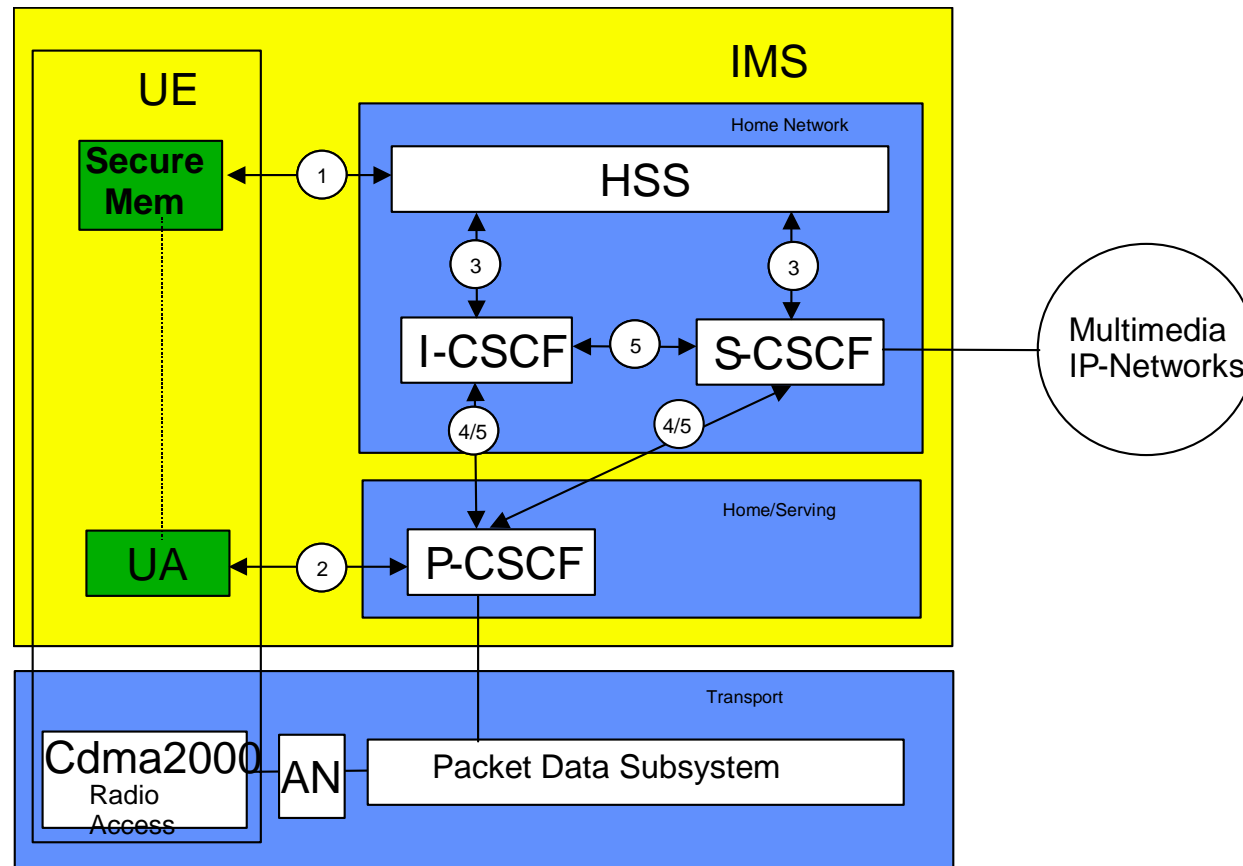 IMS
UE
Home Network
Secure
Mem
1
HSS
3
3
I-CSCF
5
S-CSCF
Multimedia
IP-Networks
4/5
4/5
Home/Serving
UA
2
P-CSCF
Transport
Cdma2000
Radio
Access
AN
Packet Data Subsystem